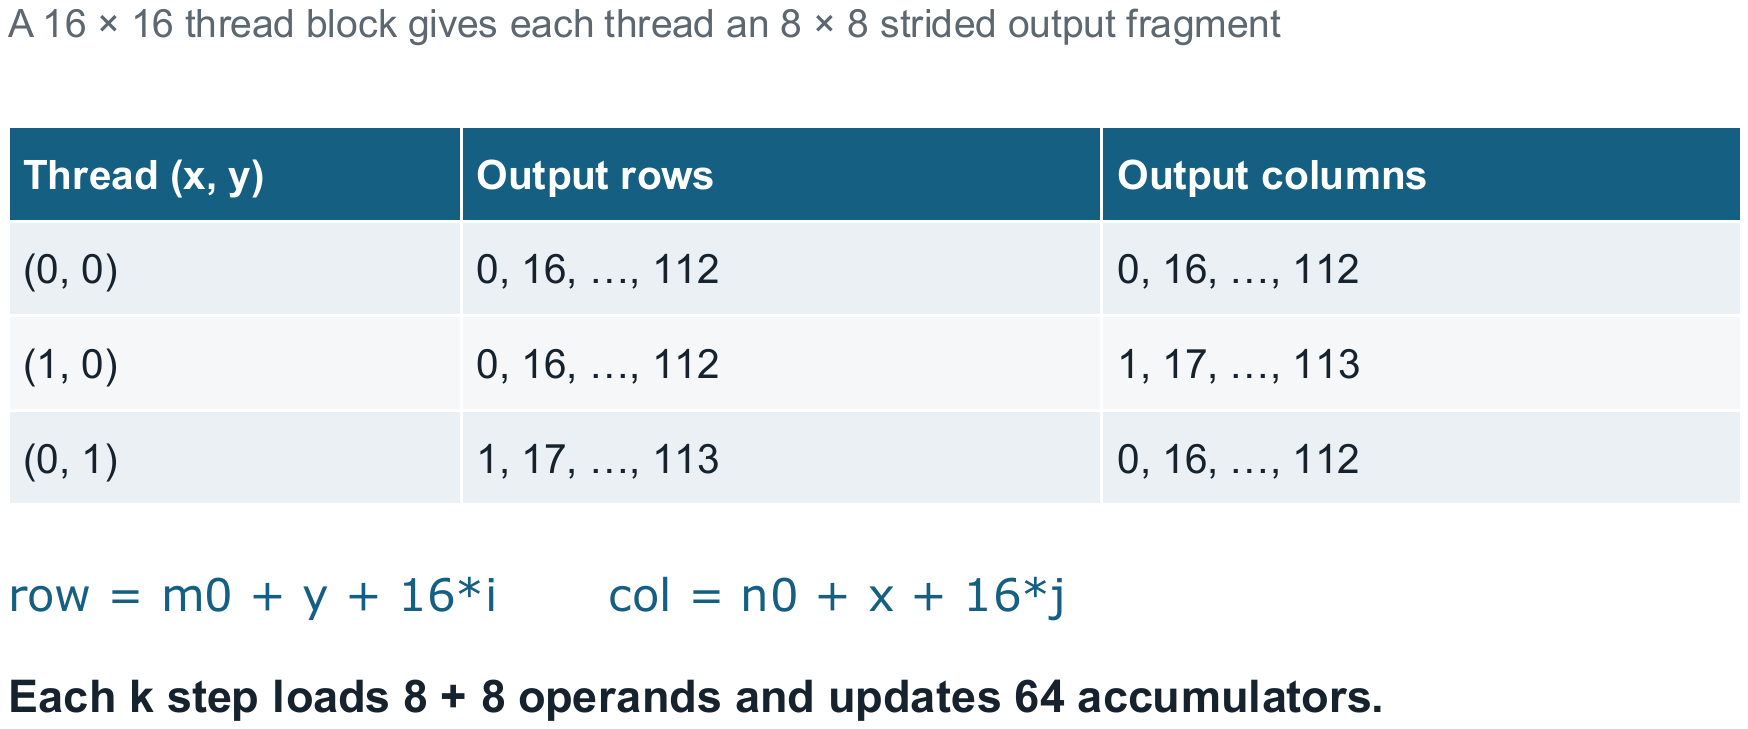 A 16 × 16 thread block gives each thread an 8 × 8 strided output fragment
Thread (x, y) Output rows Output columns
(0, 0) 0, 16, …, 112 0, 16, …, 112
(1, 0) 0, 16, …, 112 1, 17, …, 113
(0, 1) 1, 17, …, 113 0, 16, …, 112
row = m0 + y + 16*i col = n0 + x + 16*j
Each k step loads 8 + 8 operands and updates 64 accumulators.